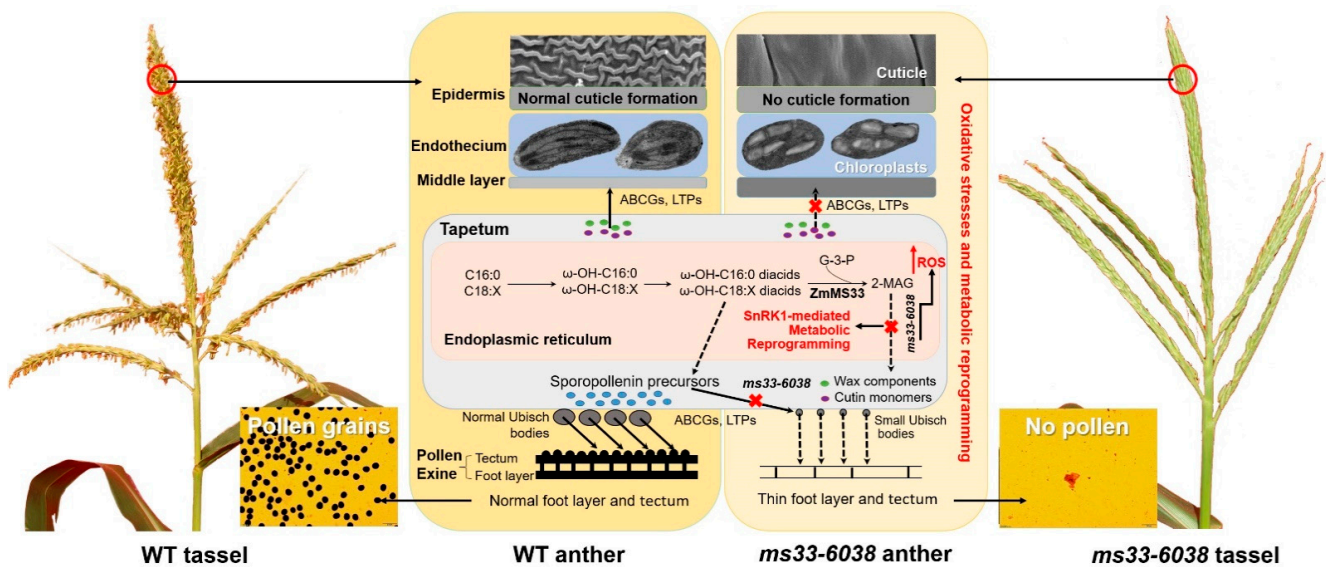 Epidermis
Normal cuticle formation
Endothecium
Middle layer
ABCGs, LTPs
Cuticle
No cuticle formation
Chloroplasts
ABCGs, LTPs
Oxidative stresses and metabolic reprogramming
Tapetum
C16:0
C18:X
ω-OH-C16:0
ω-OH-C18:X
ω-OH-C16:0 diacids
ω-OH-C18:X diacids
G-3-P
ZmMS33
2-MAG
ROS
ms33-6038
SnRK1-mediated
Metabolic
Reprogramming
Endoplasmic reticulum
Sporopollenin precursors
ms33-6038
Wax components
Cutin monomers
Normal Ubisch
bodies
ABCGs, LTPs
Small Ubisch
bodies
Pollen
Exine
Tectum
Foot layer
Normal foot layer and tectum
Thin foot layer and tectum
Pollen grains
No pollen
WT tassel
WT anther
ms33-6038 anther
ms33-6038 tassel